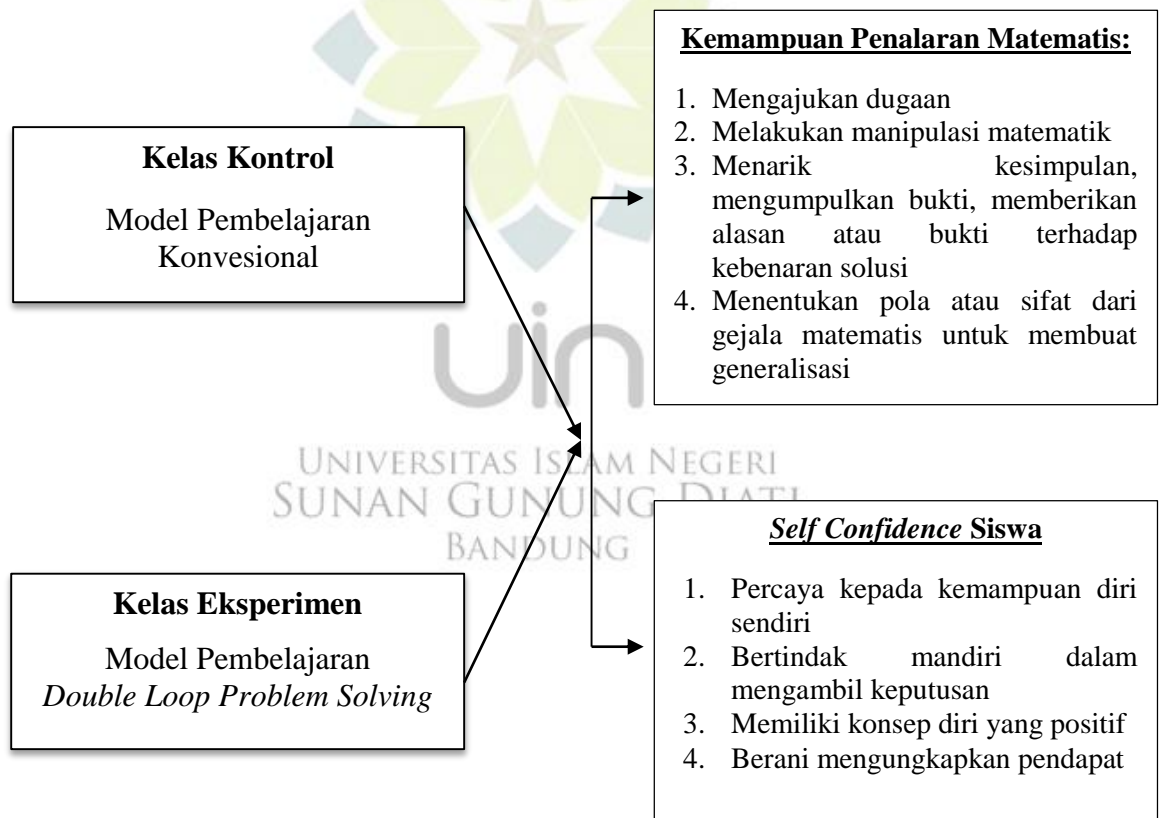 Kelas Kontrol
Model Pembelajaran
Konvesional
Kelas Eksperimen
Model Pembelajaran
Double Loop Problem Solving
Kemampuan Penalaran Matematis:
1. Mengajukan dugaan
2. Melakukan manipulasi matematik
3. Menarik kesimpulan,
mengumpulkan bukti, memberikan
alasan atau bukti terhadap
kebenaran solusi
4. Menentukan pola atau sifat dari
gejala matematis untuk membuat
generalisasi
Self Confidence Siswa
1. Percaya kepada kemampuan diri
sendiri
2. Bertindak mandiri dalam
mengambil keputusan
3. Memiliki konsep diri yang positif
4. Berani mengungkapkan pendapat
uin
UNIVERSITAS ISLAM NEGERI
SUNAN GUNUNG DJATI
BANDUNG